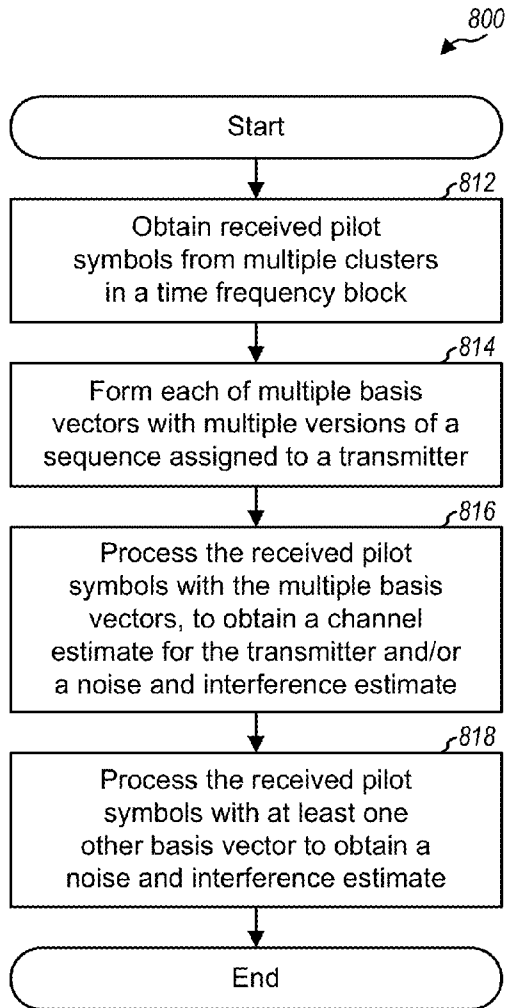 800
Start
812
Obtain received pilot
symbols from multiple clusters
in a time frequency block
814
Form each of multiple basis
vectors with multiple versions of a
sequence assigned to a transmitter
816
Process the received pilot
symbols with the multiple basis
vectors, to obtain a channel
estimate for the transmitter and/or
a noise and interference estimate
818
Process the received pilot
symbols with at least one
other basis vector to obtain a
noise and interference estimate
End